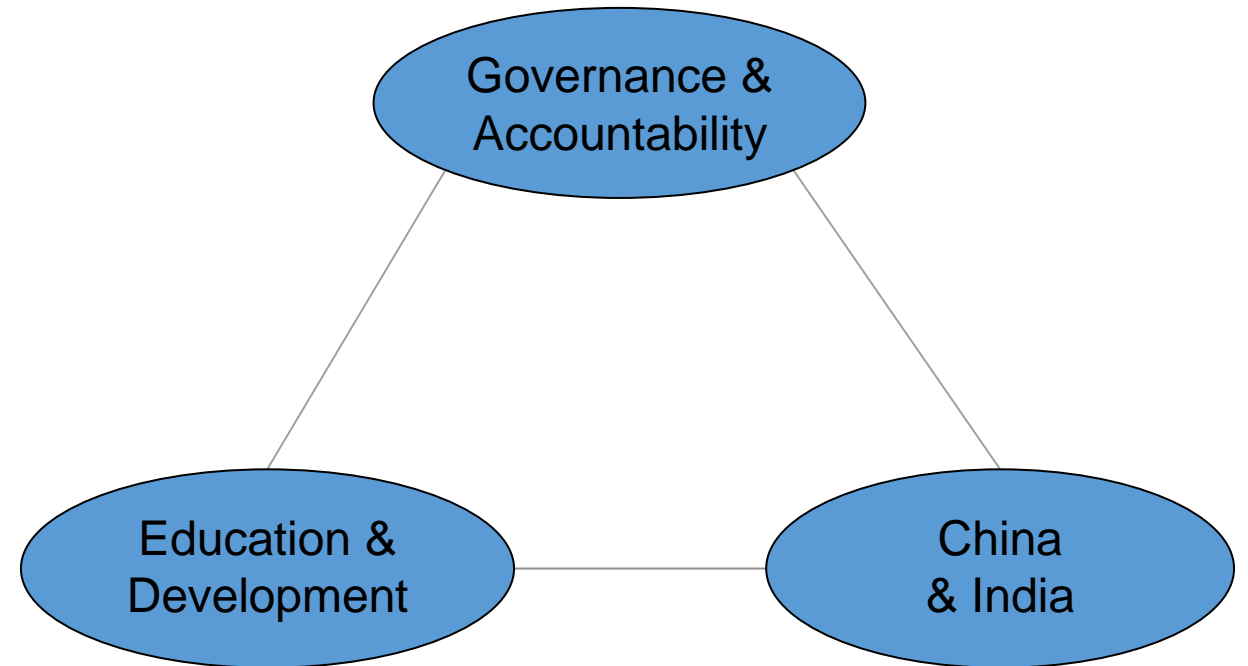 Governance &
Accountability
Education &
Development
China
& India